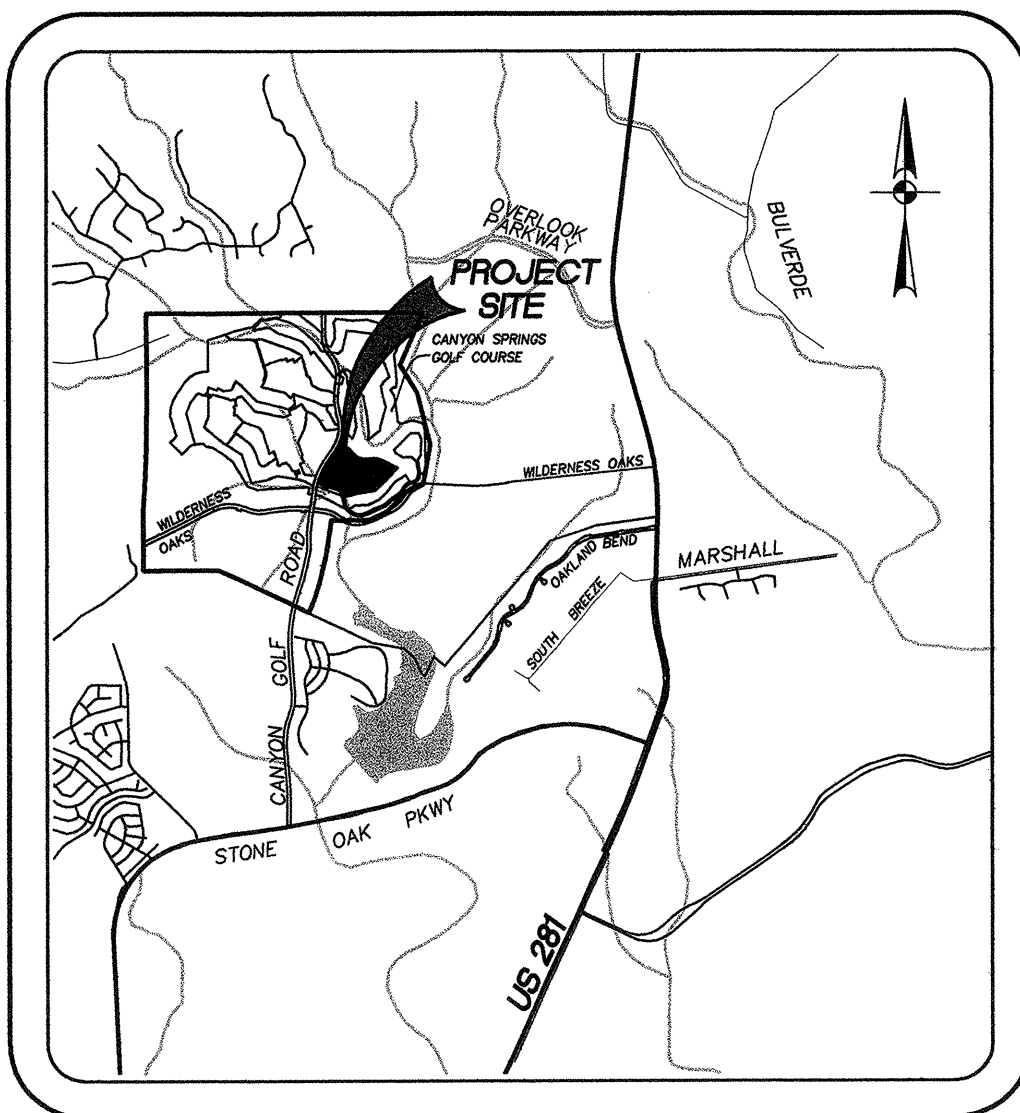 OVERLOOK
PARKWAY
BULVERDE
PROJECT
SITE
CANYON SPRINGS
GOLF COURSE
WILDERNESS OAKS
WILDERNESS
OAKS
ROAD
OAKLAND BEND
MARSHALL
SOUTH BREEZE
GOLF
CANYON
STONE OAK PKWY
US 281